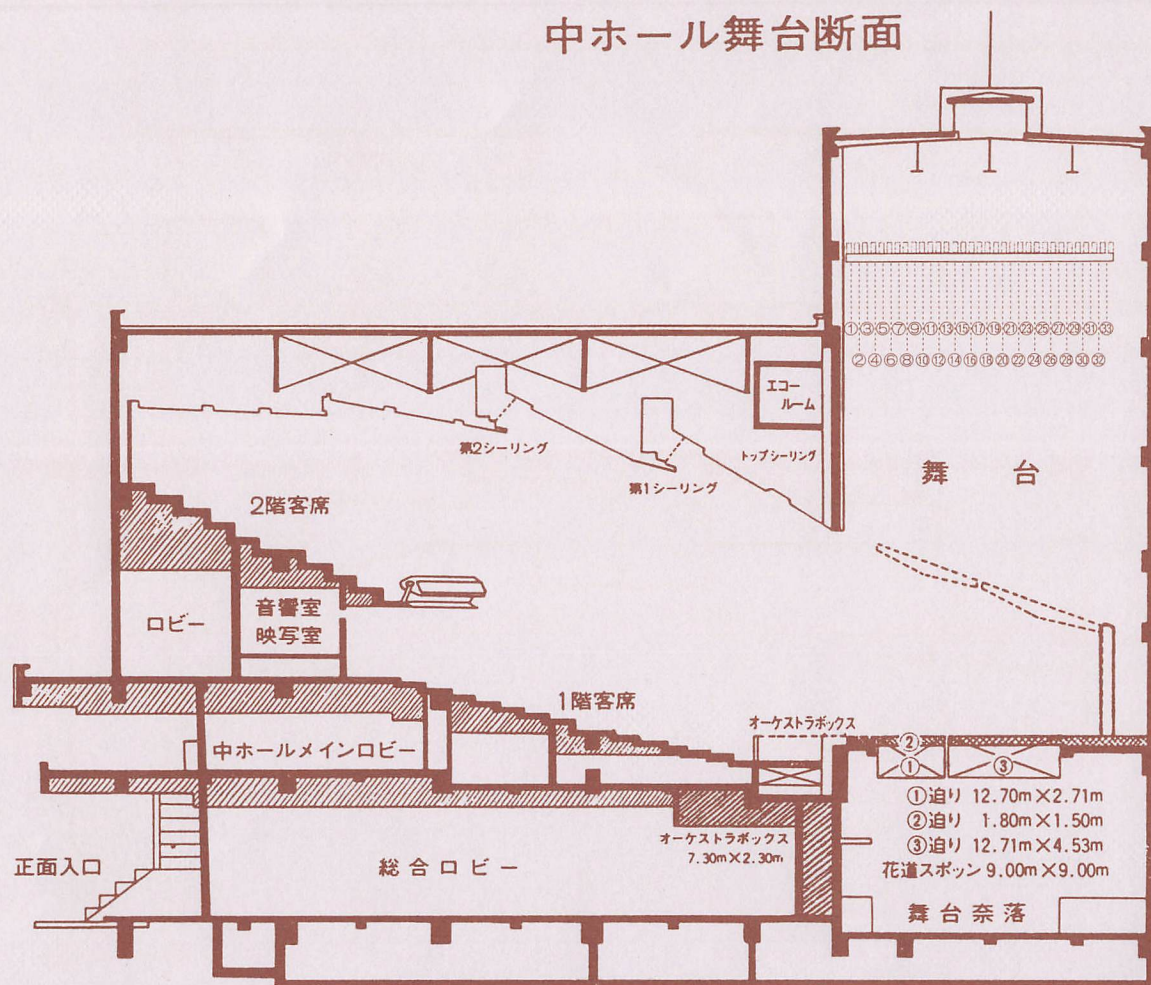 中ホール舞台断面
①③⑤⑦⑨⑪⑬⑮⑰⑲㉑㉓㉕㉗㉙㉛㉝
②④⑥⑧⑩⑫⑭⑯⑱⑳㉒㉔㉖㉘㉚㉜
エコー
ルーム
第2シーリング
トップシーリング
第1シーリング
舞台
2階客席
音響室
映写室
ロビー
1階客席
オーケストラボックス
中ホールメインロビー
②
①
③
①迫り 12.70m×2.71m
②迫り 1.80m×1.50m
③迫り 12.71m×4.53m
花道スポッン 9.00m×9.00m
オーケストラボックス
7.30m×2.30m
正面入口
総合ロビー
舞台奈落